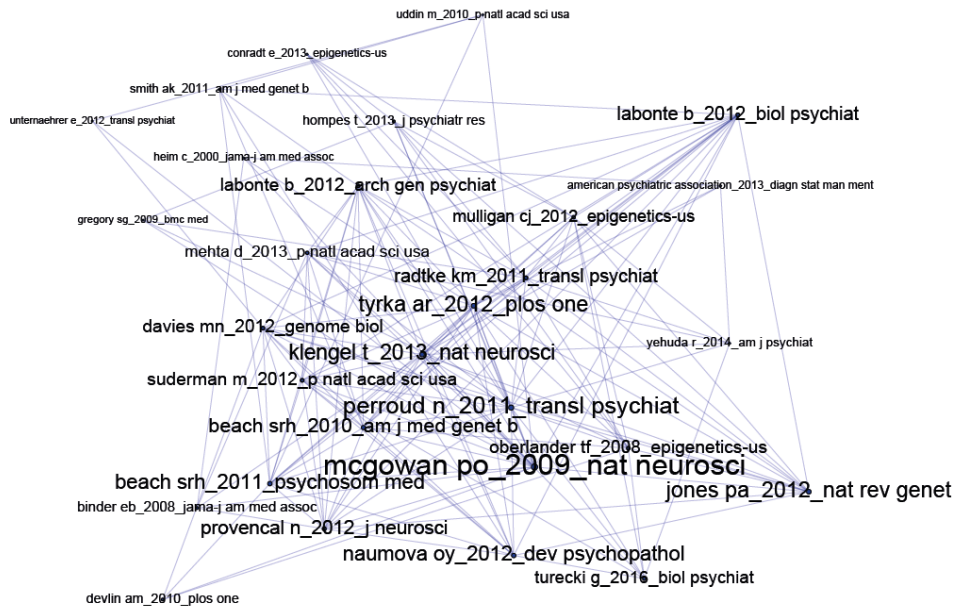 uddin m_2010_p natl acad sci usa
conradt e_2013_epigenetics-us
smith ak_2011_am j med genet b
labonte b_2012_biol psychiat
unternaehrer e_2012_transl psychiat
hompes t_2013_j psychiatr res
heim c_2000_jama-j am med assoc
labonte b_2012_arch gen psychiat
american psychiatric association_2013_diagn stat man ment
gregory sg_2009_bmc med
mulligan cj_2012_epigenetics-us
mehta d_2013_p natl acad sci usa
radtke km_2011_transl psychiat
tyrka ar_2012_plos one
davies mn_2012_genome biol
yehuda r_2014_am j psychiat
klengel t_2013_nat neurosci
suderman m_2012_p natl acad sci usa
perroud n_2011_transl psychiat
beach srh_2010_am j med genet b
oberlander tf_2008_epigenetics-us
mcgowan po_2009_nat neurosci
beach srh_2011_psychosom med
jones pa_2012_nat rev genet
binder eb_2008_jama-j am med assoc
provencal n_2012_j neurosci
naumova oy_2012_dev psychopathol
turecki g_2016_biol psychiat
devlin am_2010_plos one